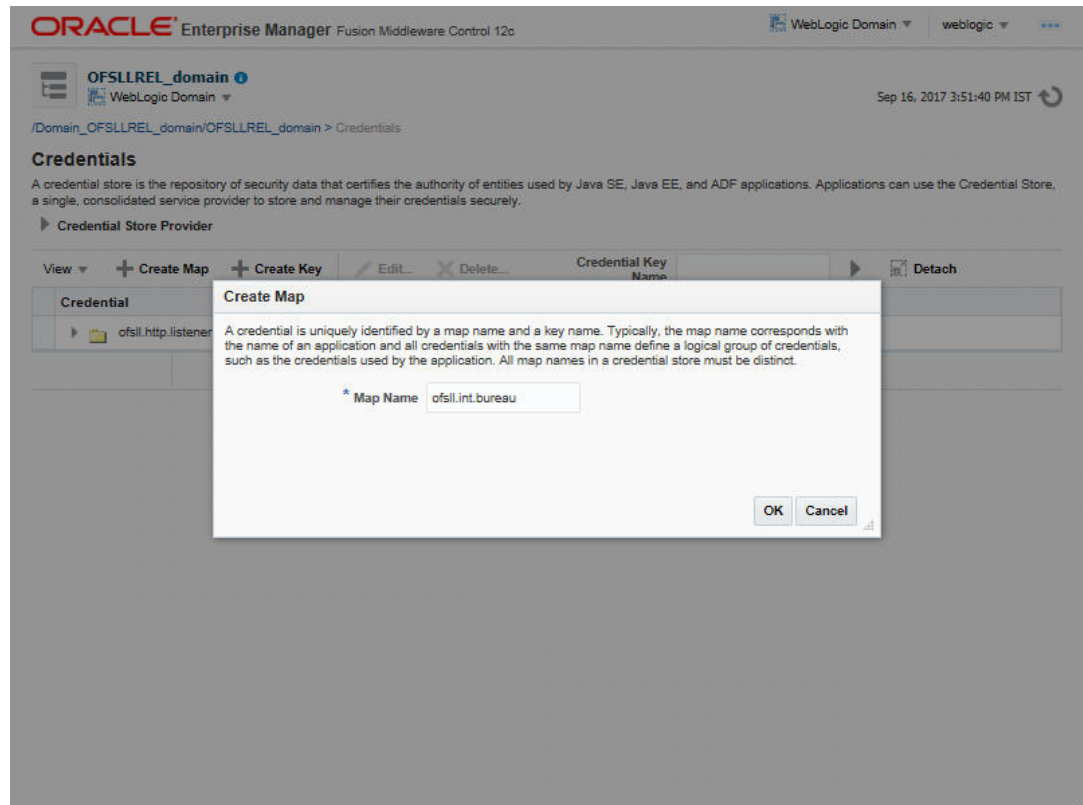 ORACLE Enterprise Manager Fusion Middleware Control 12c
WebLogic Domain
weblogic
OFSLLREL_domain
WebLogic Domain
Sep 16, 2017 3:51:40 PM IST
/Domain_OFSLLREL_domain/OFSLLREL_domain > Credentials
Credentials
A credential store is the repository of security data that certifies the authority of entities used by Java SE, Java EE, and ADF applications. Applications can use the Credential Store,
a single, consolidated service provider to store and manage their credentials securely.
Credential Store Provider
View
Create Map
Create Key
Edit...
Delete...
Credential Key
Name
Detach
Credential
ofsll.http.listener
Create Map
A credential is uniquely identified by a map name and a key name. Typically, the map name corresponds with
the name of an application and all credentials with the same map name define a logical group of credentials,
such as the credentials used by the application. All map names in a credential store must be distinct.
* Map Name ofsll.int.bureau
OK
Cancel